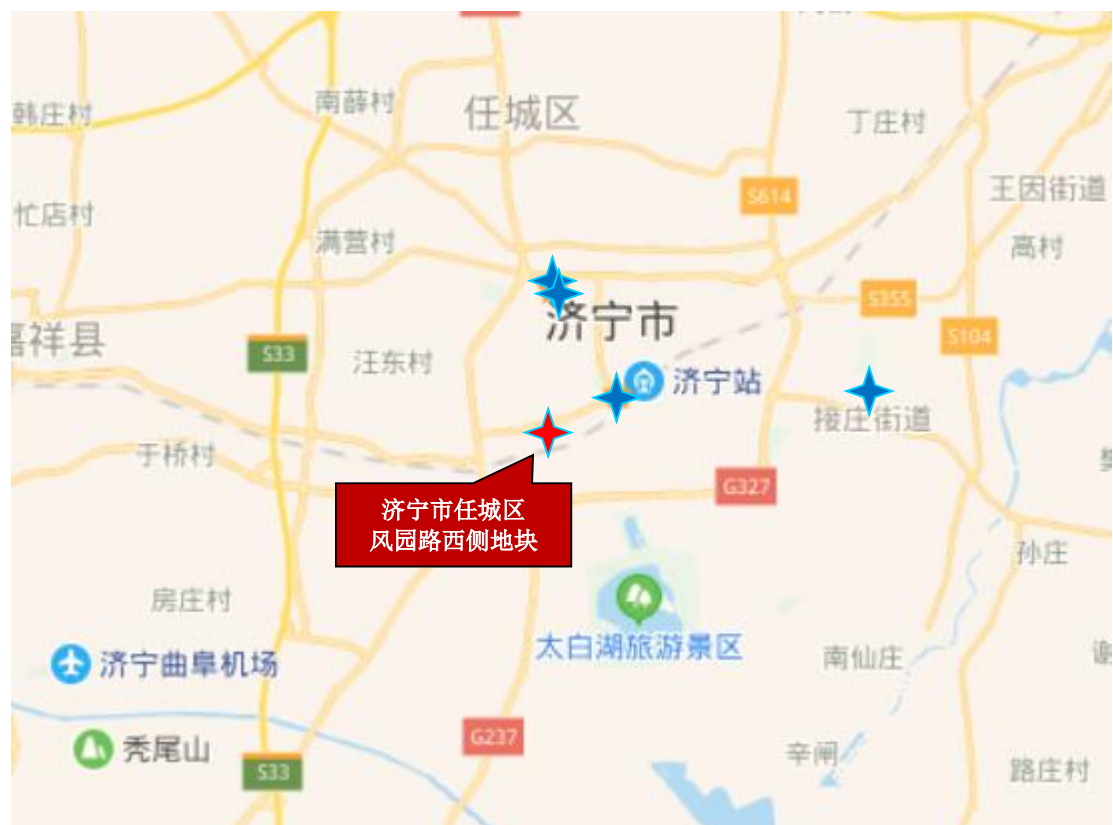 韩庄村
南薛村
任城区
丁庄村
S614
王因街道
忙店村
满营村
高村
S355
济宁市
S104
嘉祥县
S33
汪东村
济宁站
接庄街道
于桥村
G327
济宁市任城区
风园路西侧地块
孙庄
房庄村
太白湖旅游景区
南仙庄
济宁曲阜机场
G237
秃尾山
辛闸
S33
路庄村